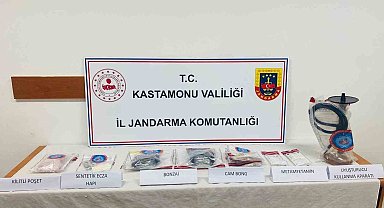 T.C.
KASTAMONU VALİLİĞİ
İL JANDARMA KOMUTANLIĞI
KİLİTLİ POŞET
SENTETİK ECZA
HAPI
BONZAİ
CAM BONG
METAMFETAMİN
UYUŞTURUCU
KULLANMA APARATI